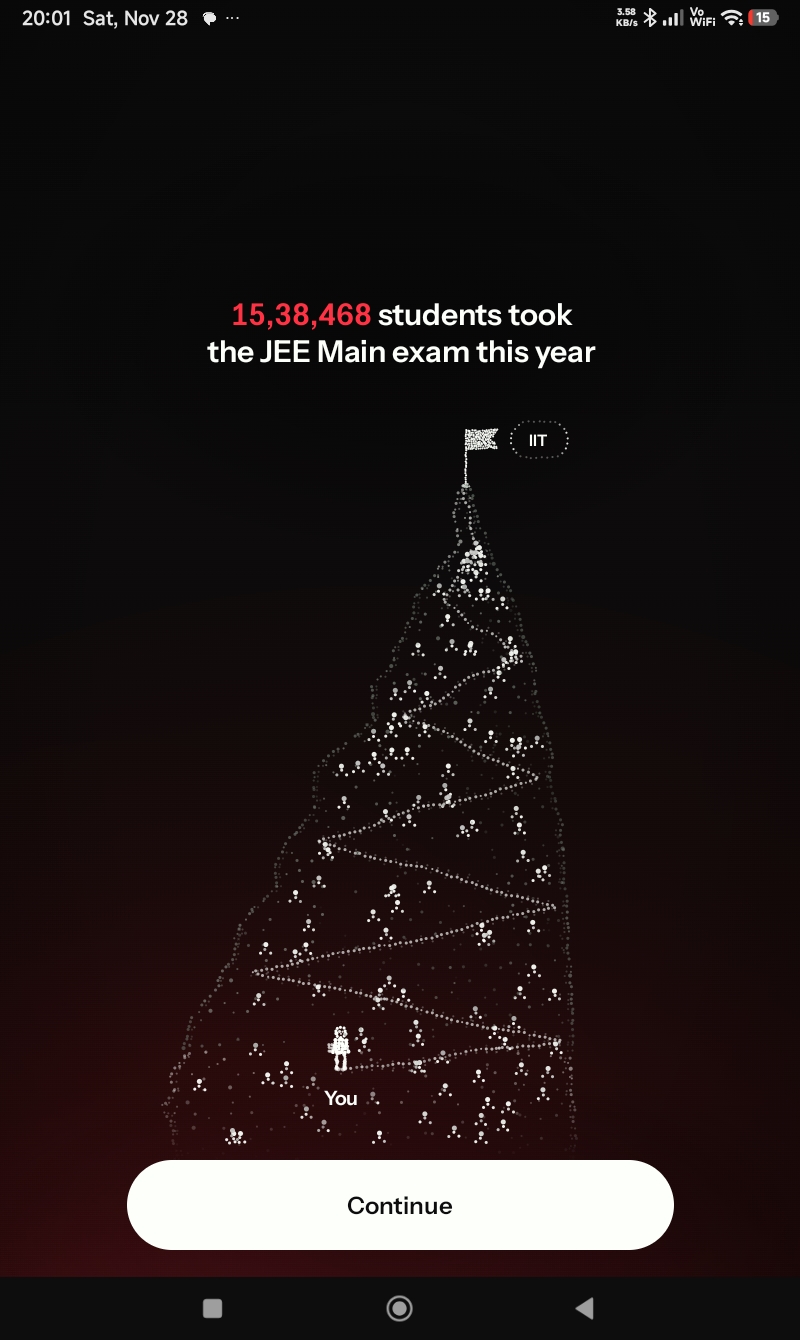 20:01 Sat, Nov 28 ···
3.58
KB/s
Vo
WiFi
15
15,38,468 students took
the JEE Main exam this year
IIT
You
Continue